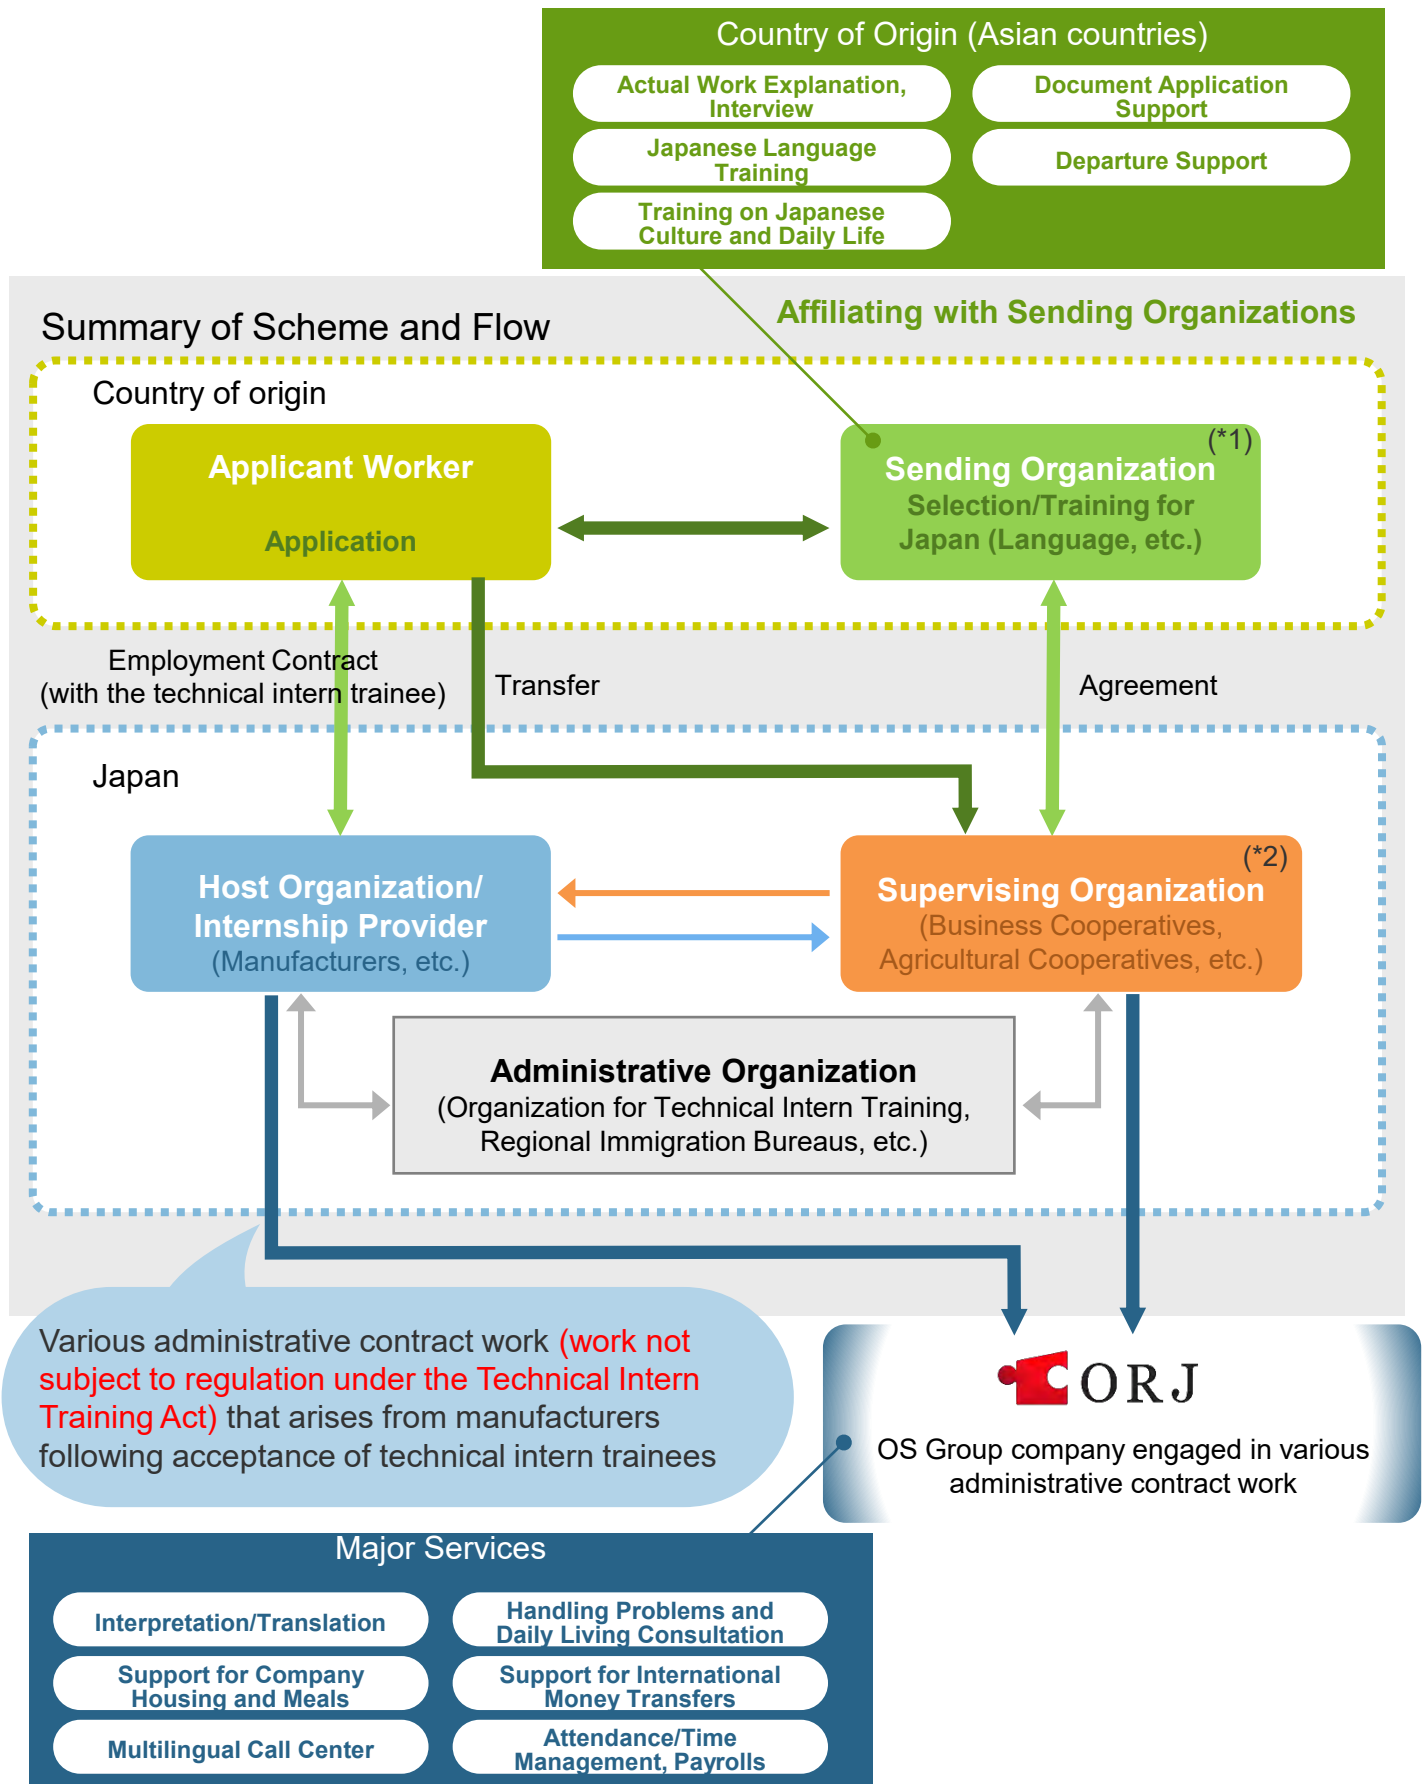 Country of Origin (Asian countries)
Actual Work Explanation,
Interview
Document Application
Support
Japanese Language
Training
Departure Support
Training on Japanese
Culture and Daily Life
Affiliating with Sending Organizations
Summary of Scheme and Flow
Country of origin
Applicant Worker
Application
(*1)
Sending Organization
Selection/Training for
Japan (Language, etc.)
Employment Contract
(with the technical intern trainee)
Transfer
Agreement
Japan
Host Organization/
Internship Provider
(Manufacturers, etc.)
(*2)
Supervising Organization
(Business Cooperatives,
Agricultural Cooperatives, etc.)
Administrative Organization
(Organization for Technical Intern Training,
Regional Immigration Bureaus, etc.)
Various administrative contract work (work not
subject to regulation under the Technical Intern
Training Act) that arises from manufacturers
following acceptance of technical intern trainees
ORJ
OS Group company engaged in various
administrative contract work
Major Services
Interpretation/Translation
Handling Problems and
Daily Living Consultation
Support for Company
Housing and Meals
Support for International
Money Transfers
Multilingual Call Center
Attendance/Time
Management, Payrolls